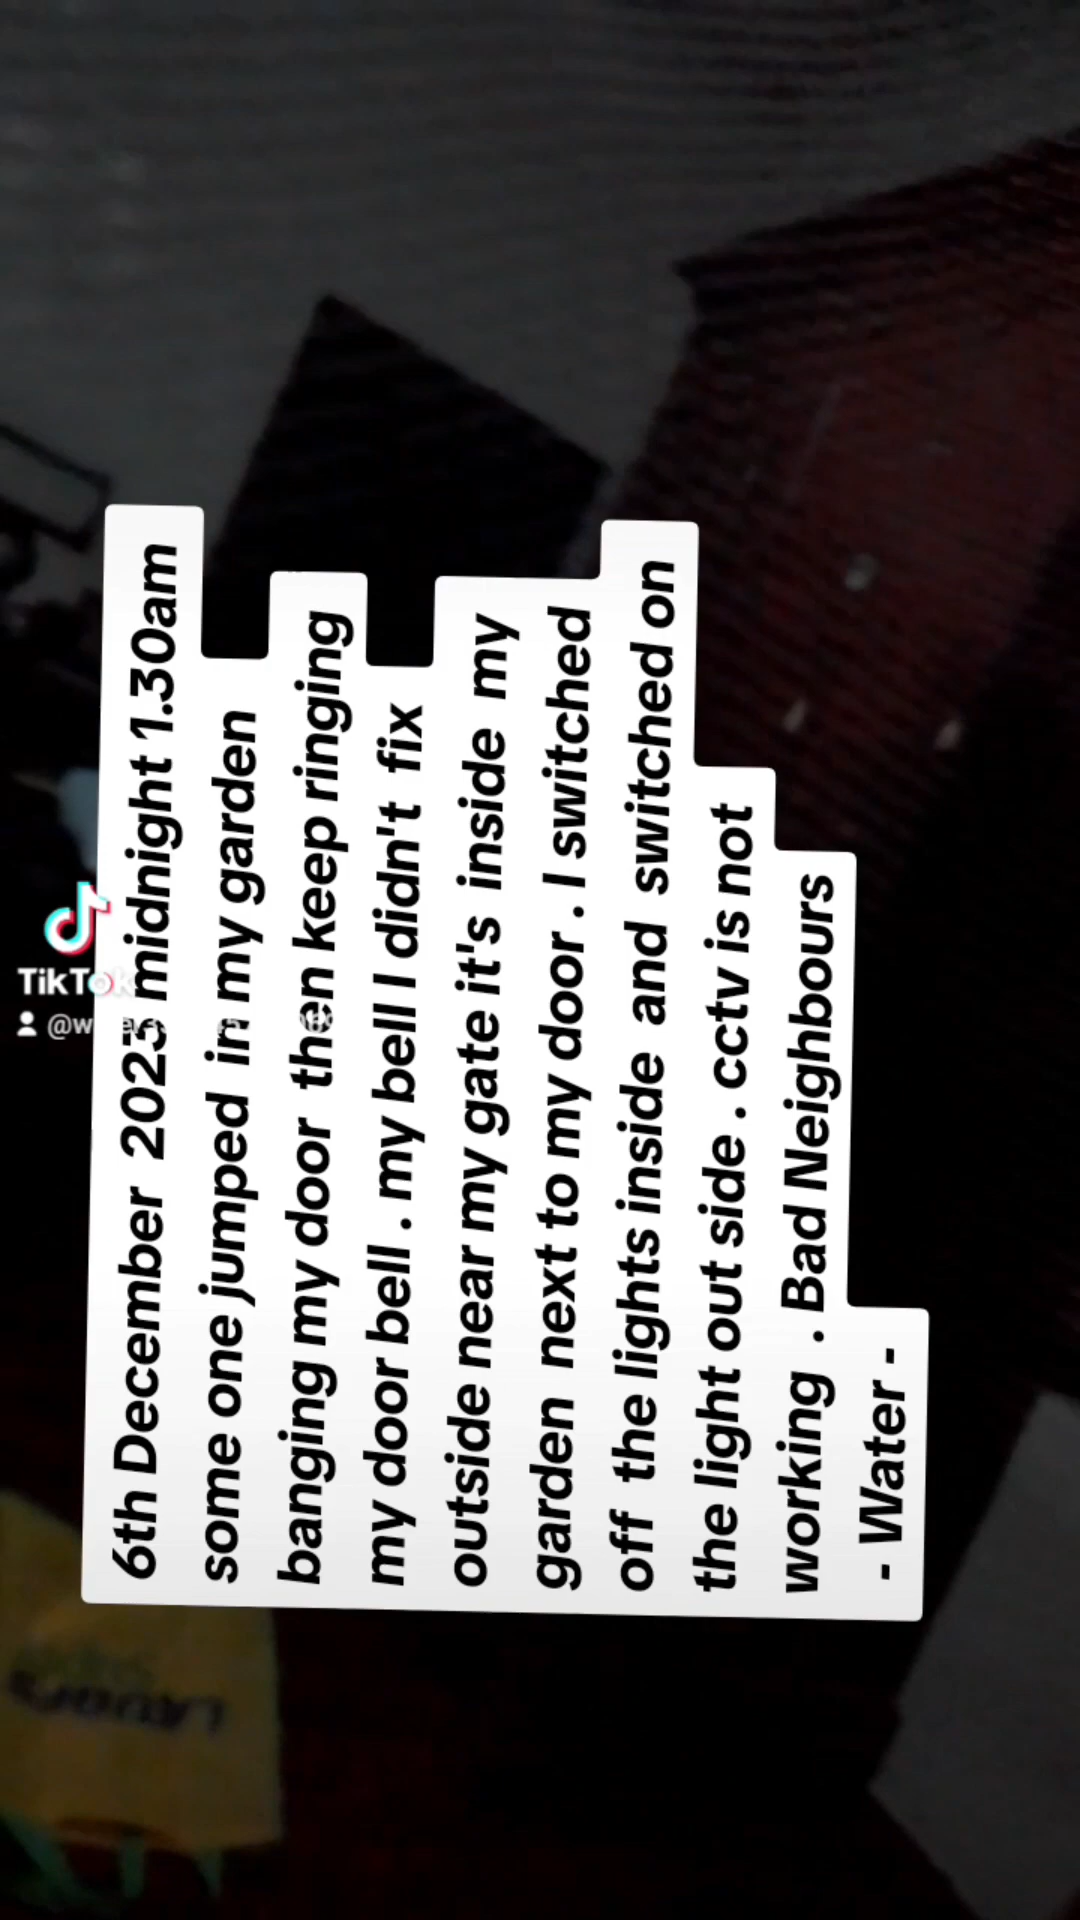 6th December 2023 midnight 1.30am
some one jumped in my garden
banging my door then keep ringing
my door bell . my bell I didn't fix
outside near my gate it's inside my
garden next to my door . I switched
off the lights inside and switched on
the light out side . cctv is not
working . Bad Neighbours
- Water -
TikTok